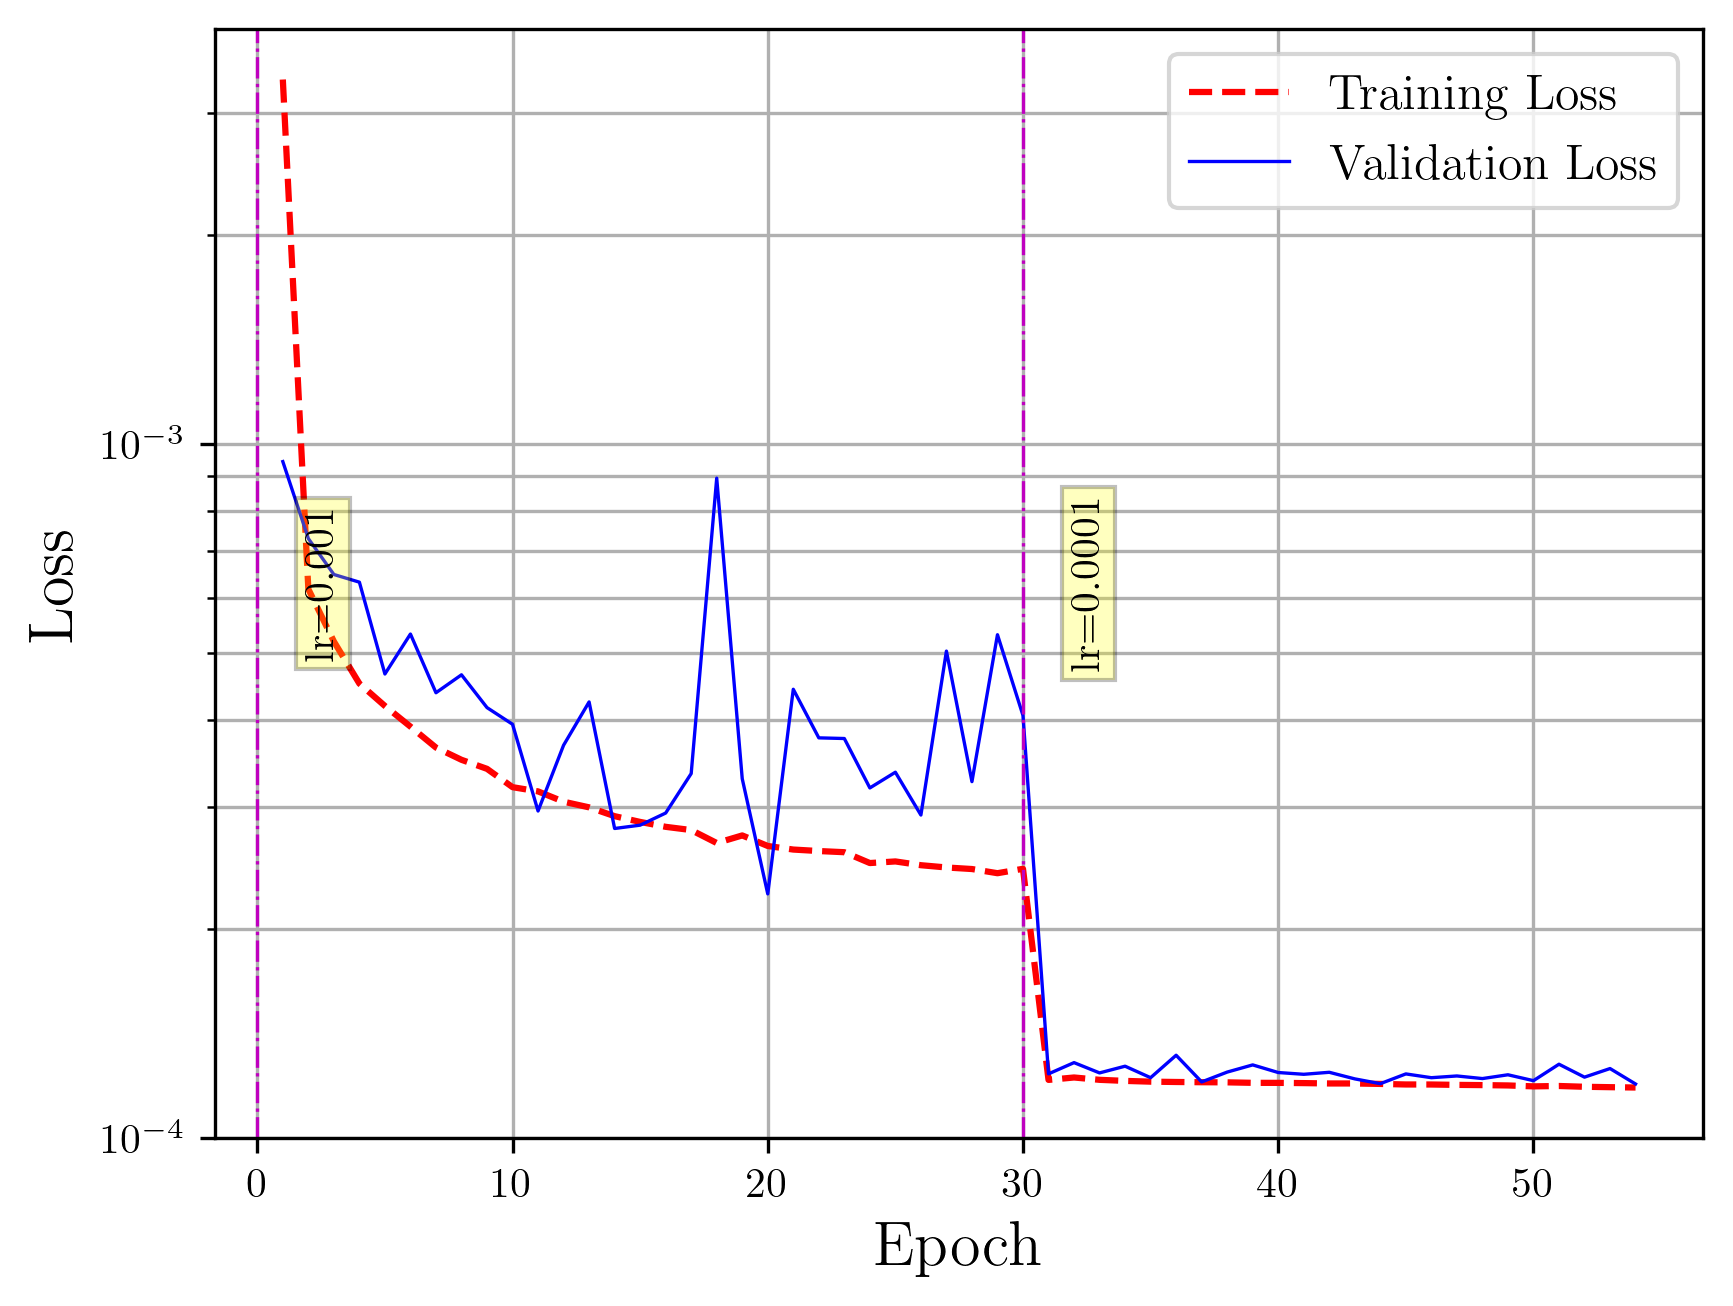 Training Loss
Validation Loss
10⁻³
10⁻⁴
Loss
lr=0.001
lr=0.0001
0
10
20
30
40
50
Epoch